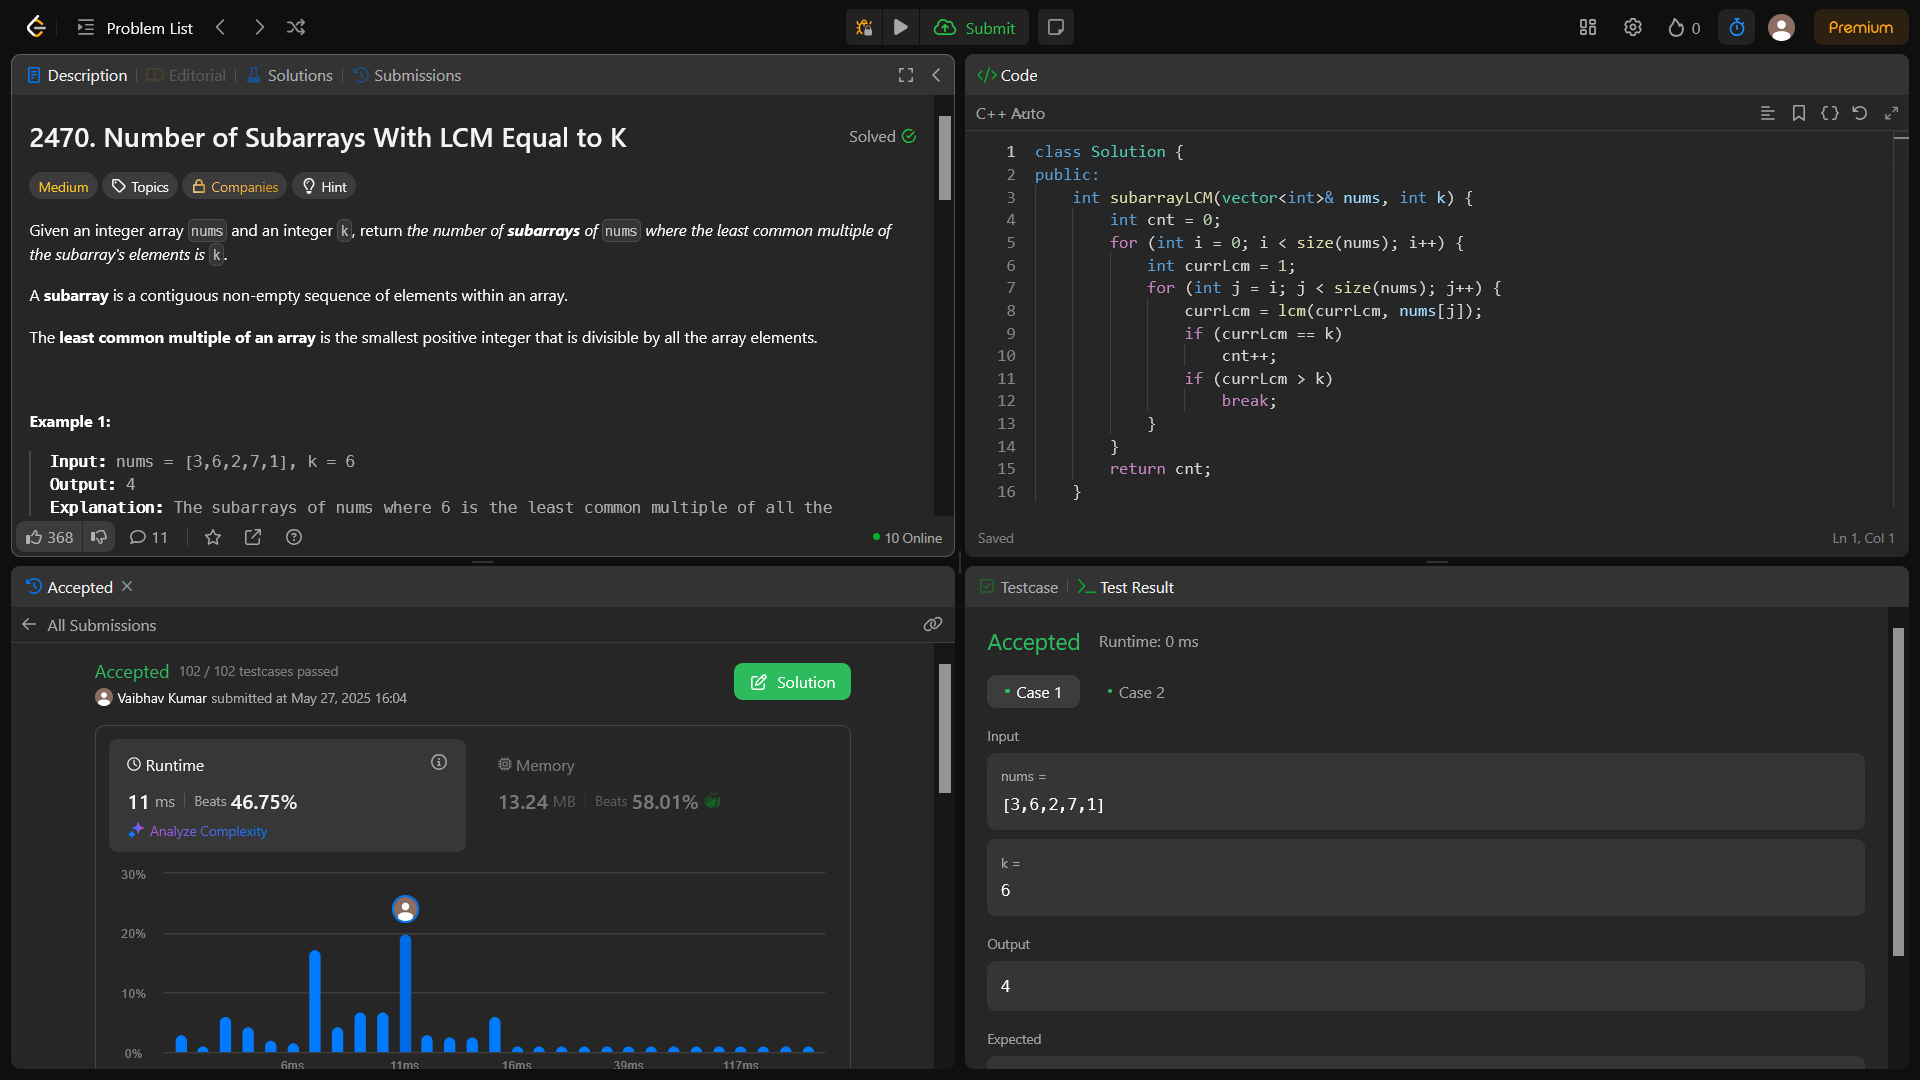 Problem List
Submit
0
Premium
Description
Editorial
Solutions
Submissions
2470. Number of Subarrays With LCM Equal to K
Solved
Medium
Topics
Companies
Hint
Given an integer array nums and an integer k, return the number of subarrays of nums where the least common multiple of
the subarray's elements is k.
A subarray is a contiguous non-empty sequence of elements within an array.
The least common multiple of an array is the smallest positive integer that is divisible by all the array elements.
Example 1:
Input: nums = [3,6,2,7,1], k = 6
Output: 4
Explanation: The subarrays of nums where 6 is the least common multiple of all the
368
11
10 Online
Code
C++ Auto
1 class Solution {
2 public:
3 int subarrayLCM(vector<int>& nums, int k) {
4 int cnt = 0;
5 for (int i = 0; i < size(nums); i++) {
6 int currLcm = 1;
7 for (int j = i; j < size(nums); j++) {
8 currLcm = lcm(currLcm, nums[j]);
9 if (currLcm == k)
10 cnt++;
11 if (currLcm > k)
12 break;
13 }
14 }
15 return cnt;
16 }
Saved
Ln 1, Col 1
Accepted
All Submissions
Accepted 102 / 102 testcases passed
Vaibhav Kumar submitted at May 27, 2025 16:04
Solution
Runtime
11 ms Beats 46.75%
Analyze Complexity
Memory
13.24 MB Beats 58.01%
30%
20%
10%
0%
6ms 11ms 16ms 39ms 117ms
Testcase
Test Result
Accepted Runtime: 0 ms
Case 1 Case 2
Input
nums =
[3,6,2,7,1]
k =
6
Output
4
Expected